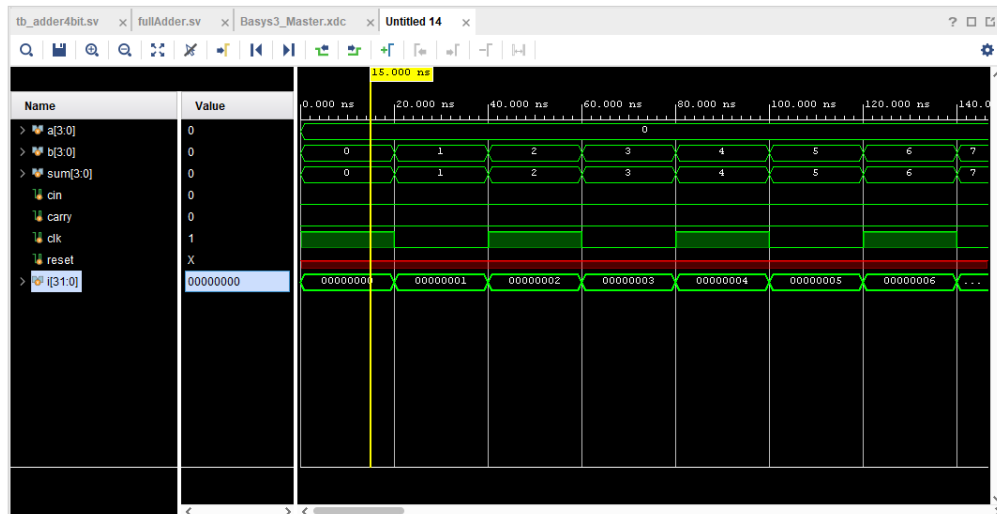 tb_adder4bit.sv x fullAdder.sv x Basys3_Master.xdc x Untitled 14 x ?
15.000 ns
Name Value 0.000 ns 20.000 ns 40.000 ns 60.000 ns 80.000 ns 100.000 ns 120.000 ns 140.0
> a[3:0] 0 0
> b[3:0] 0 0 1 2 3 4 5 6 7
> sum[3:0] 0 0 1 2 3 4 5 6 7
cin 0
carry 0
clk 1
reset X
> i[31:0] 00000000 00000000 00000001 00000002 00000003 00000004 00000005 00000006 ...